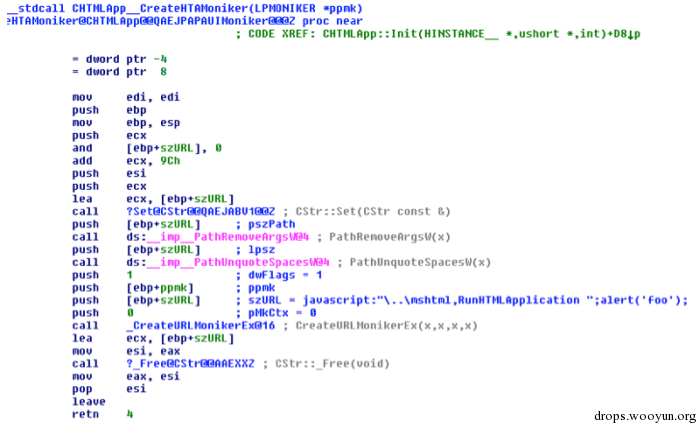 __stdcall CHTMLApp__CreateHTAMoniker(LPMONIKER *ppmk)
eHTAMoniker@CHTMLApp@@QAEJPAPAUIMoniker@@@Z proc near
; CODE XREF: CHTMLApp::Init(HINSTANCE__ *,ushort *,int)+D8↓p
= dword ptr -4
= dword ptr 8
mov edi, edi
push ebp
mov ebp, esp
push ecx
and [ebp+szURL], 0
add ecx, 9Ch
push esi
push ecx
lea ecx, [ebp+szURL]
call ?Set@CStr@@QAEJABV1@@Z ; CStr::Set(CStr const &)
push [ebp+szURL] ; pszPath
call ds:__imp__PathRemoveArgsW@4 ; PathRemoveArgsW(x)
push [ebp+szURL] ; lpsz
call ds:__imp__PathUnquoteSpacesW@4 ; PathUnquoteSpacesW(x)
push 1 ; dwFlags = 1
push [ebp+ppmk] ; ppmk
push [ebp+szURL] ; szURL = javascript:"\..\mshtml,RunHTMLApplication ";alert('foo');
push 0 ; pMkCtx = 0
call _CreateURLMonikerEx@16 ; CreateURLMonikerEx(x,x,x,x)
lea ecx, [ebp+szURL]
mov esi, eax
call ?_Free@CStr@@AAEXXZ ; CStr::_Free(void)
mov eax, esi
pop esi
leave
retn 4
drops.wooyun.org